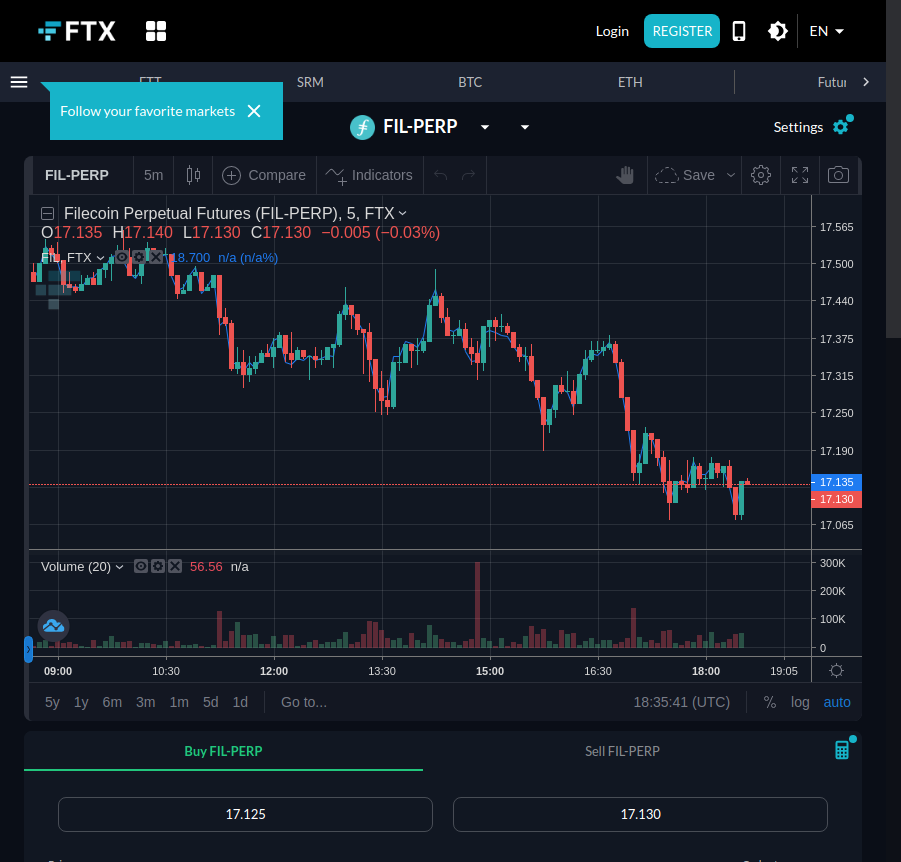 FTX
Login
REGISTER
EN
FTT
SRM
BTC
ETH
Futur
Follow your favorite markets
FIL-PERP
Settings
FIL-PERP
5m
Compare
Indicators
Save
Filecoin Perpetual Futures (FIL-PERP), 5, FTX
O17.135 H17.140 L17.130 C17.130 −0.005 (−0.03%)
FIL, FTX
18.700 n/a (n/a%)
17.565
17.500
17.440
17.375
17.315
17.250
17.190
17.135
17.130
17.065
Volume (20)
56.56 n/a
300K
200K
100K
0
09:00
10:30
12:00
13:30
15:00
16:30
18:00
19:05
5y
1y
6m
3m
1m
5d
1d
Go to...
18:35:41 (UTC)
%
log
auto
Buy FIL-PERP
Sell FIL-PERP
17.125
17.130